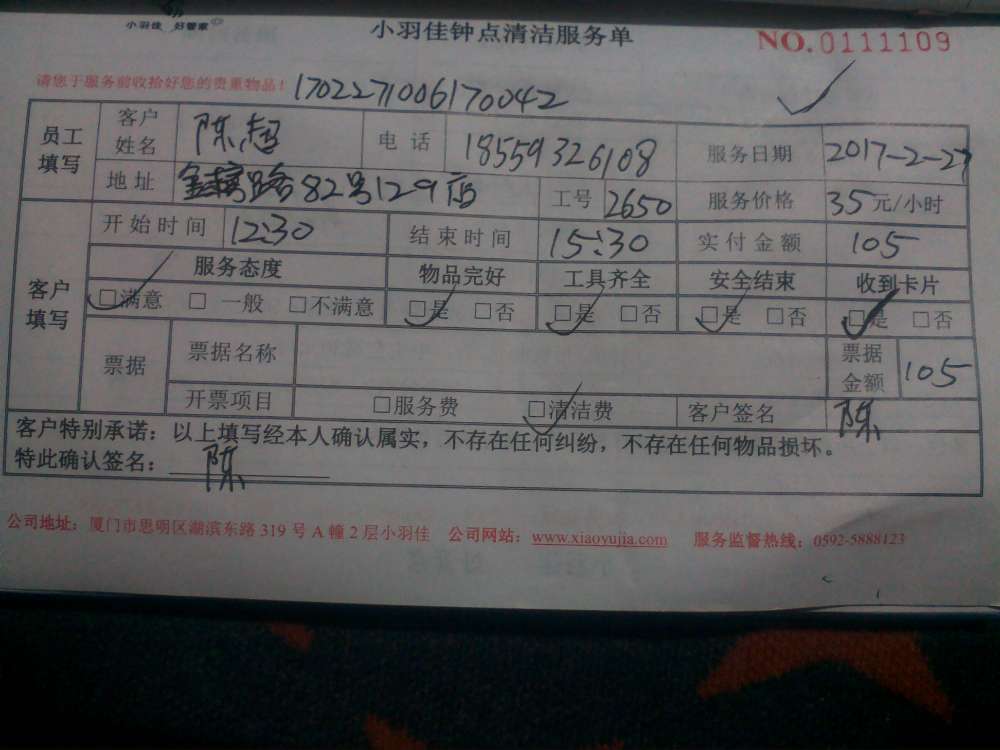 小羽佳 好管家
小羽佳钟点清洁服务单
NO.0111109
请您于服务前收拾好您的贵重物品! 1702271006170042
员工填写 客户姓名 陈超 电话 18559326108 服务日期 2017-2-27
地址 金榜路82号129店 工号 2650 服务价格 35元/小时
客户填写 开始时间 12:30 结束时间 15:30 实付金额 105
服务态度 物品完好 工具齐全 安全结束 收到卡片
□满意 □一般 □不满意 □是 □否 □是 □否 □是 □否 □是 □否
票据 票据名称 票据金额 105
开票项目 □服务费 □清洁费 客户签名 陈
客户特别承诺：以上填写经本人确认属实，不存在任何纠纷，不存在任何物品损坏。
特此确认签名：陈
公司地址：厦门市思明区湖滨东路 319 号 A 幢 2 层小羽佳 公司网站：www.xiaoyujia.com 服务监督热线：0592-5888123